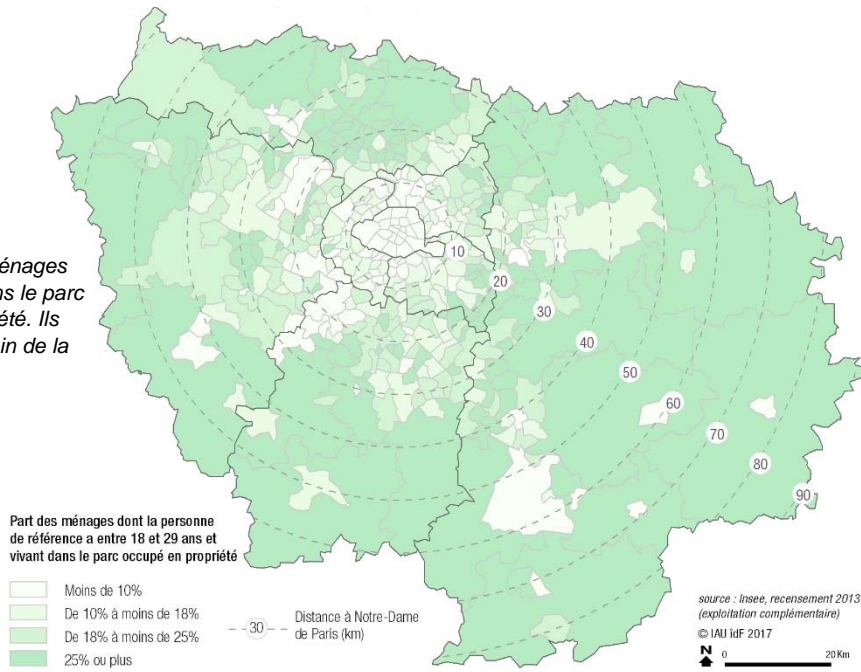 énages
ns le parc
été. Ils
in de la
10
20
30
40
50
60
70
80
90
Part des ménages dont la personne
de référence a entre 18 et 29 ans et
vivant dans le parc occupé en propriété
Moins de 10%
De 10% à moins de 18%
De 18% à moins de 25%
25% ou plus
30
Distance à Notre-Dame
de Paris (km)
source : Insee, recensement 2013
(exploitation complémentaire)
© IAU îdF 2017
N 0 20 Km